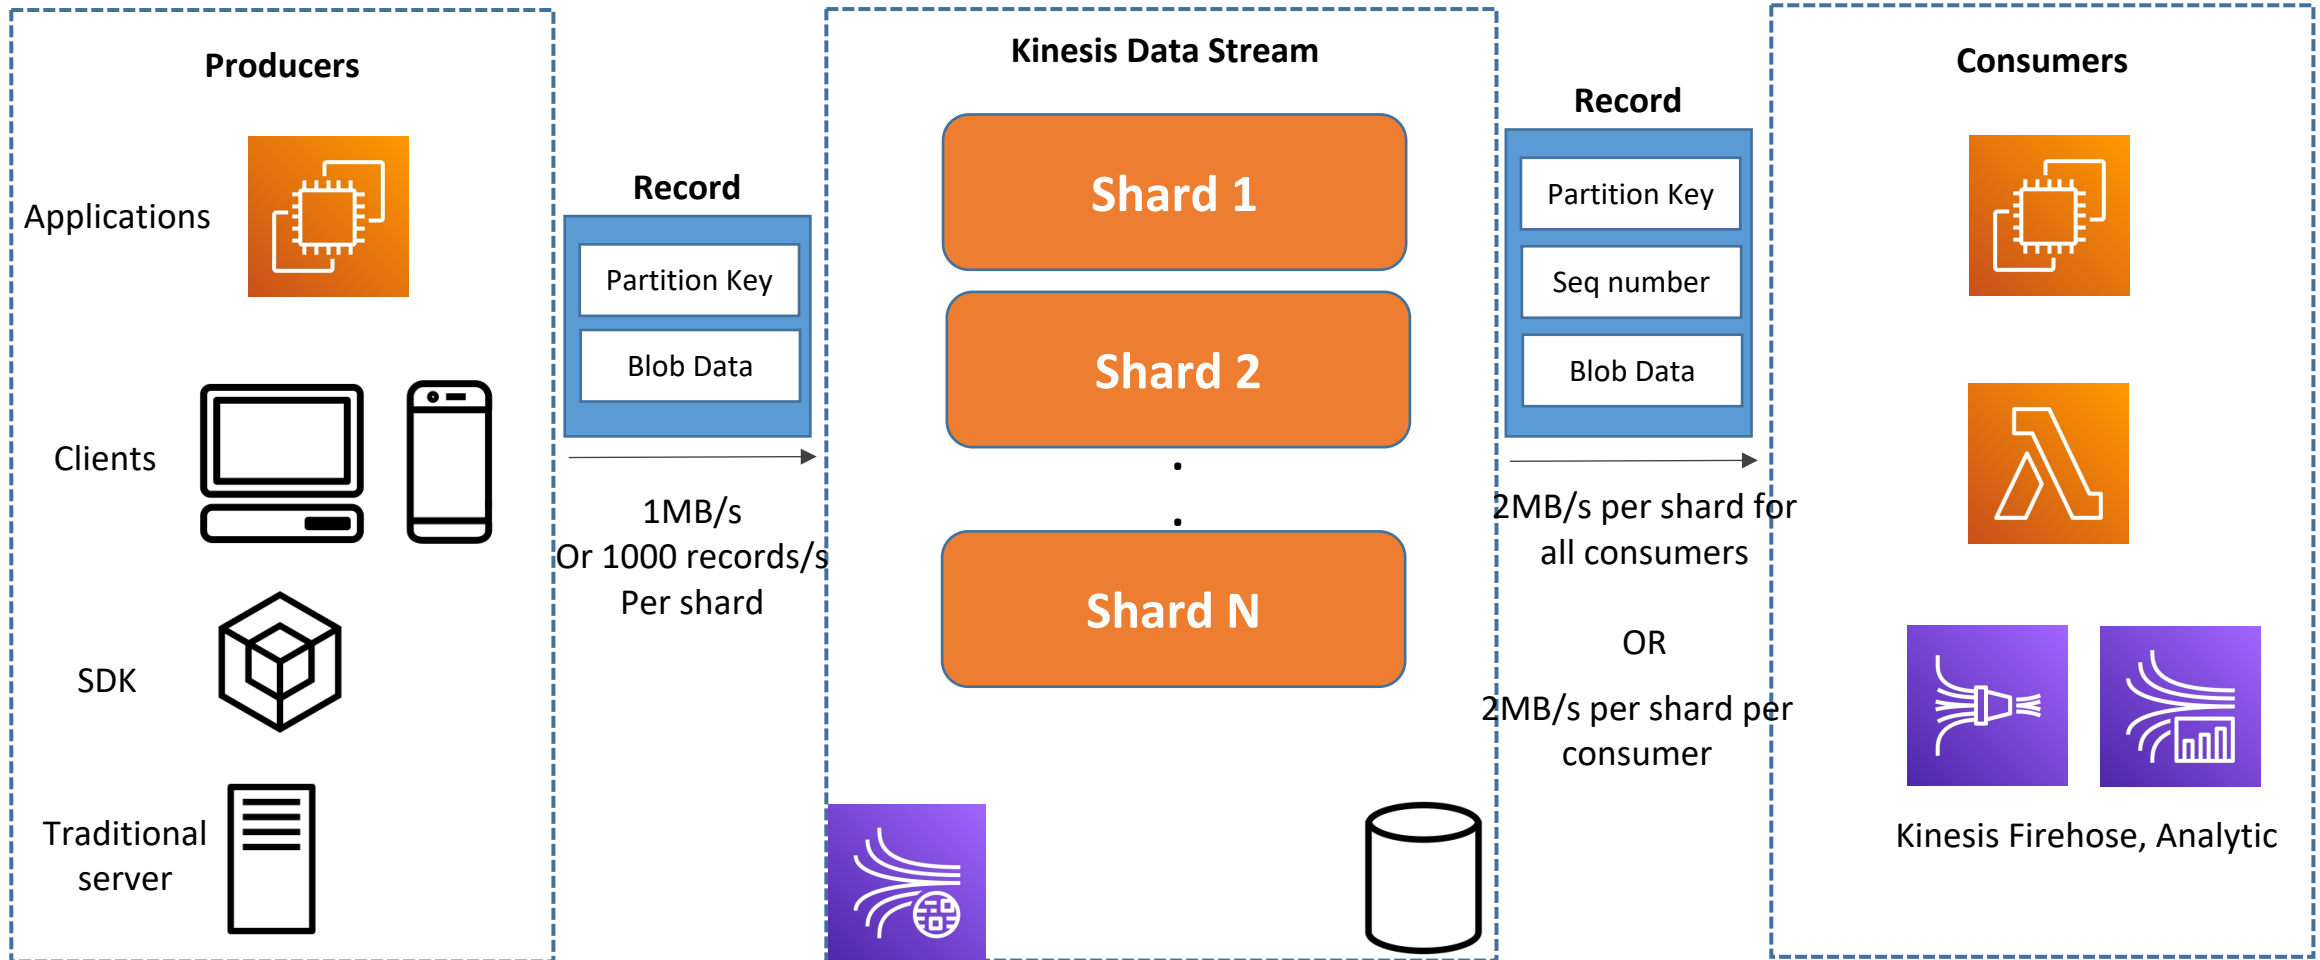 Producers
Applications
Clients
SDK
Traditional
server
Record
Partition Key
Blob Data
1MB/s
Or 1000 records/s
Per shard
Kinesis Data Stream
Shard 1
Shard 2
.
.
Shard N
Record
Partition Key
Seq number
Blob Data
2MB/s per shard for
all consumers
OR
2MB/s per shard per
consumer
Consumers
Kinesis Firehose, Analytic